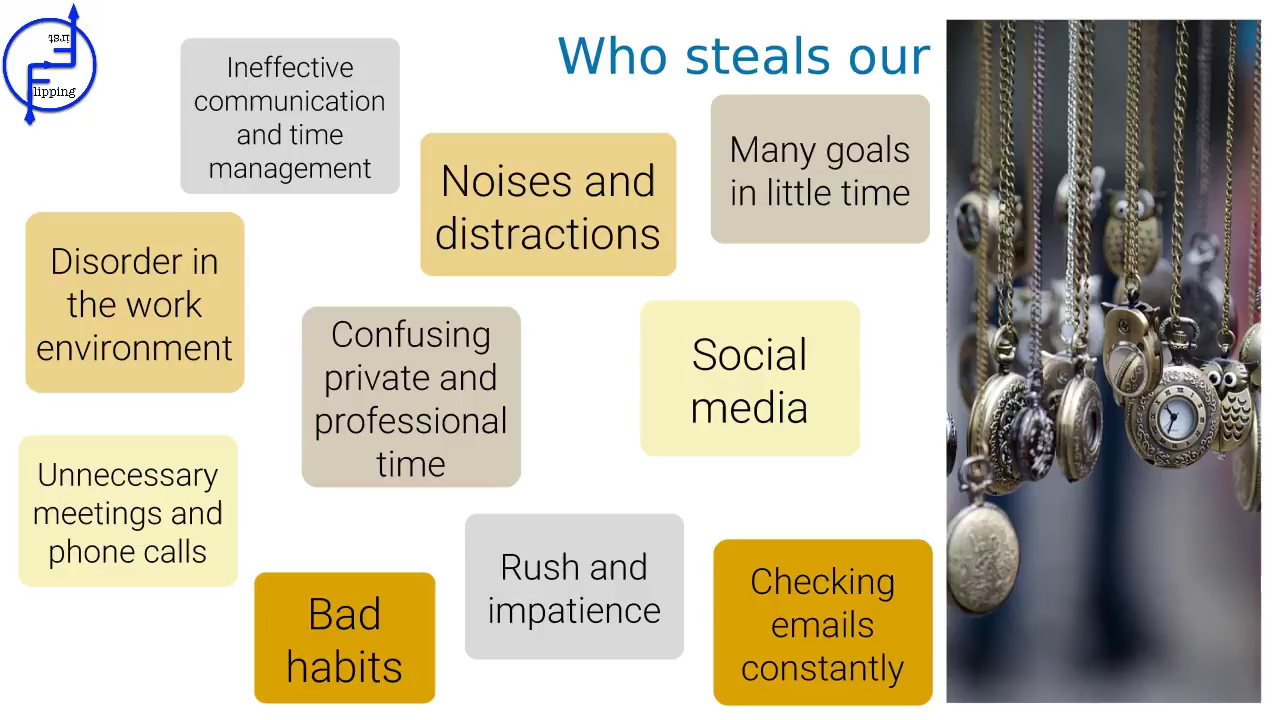 First
Flipping
Who steals our
Ineffective
communication
and time
management
Noises and
distractions
Many goals
in little time
Disorder in
the work
environment
Confusing
private and
professional
time
Social
media
Unnecessary
meetings and
phone calls
Bad
habits
Rush and
impatience
Checking
emails
constantly